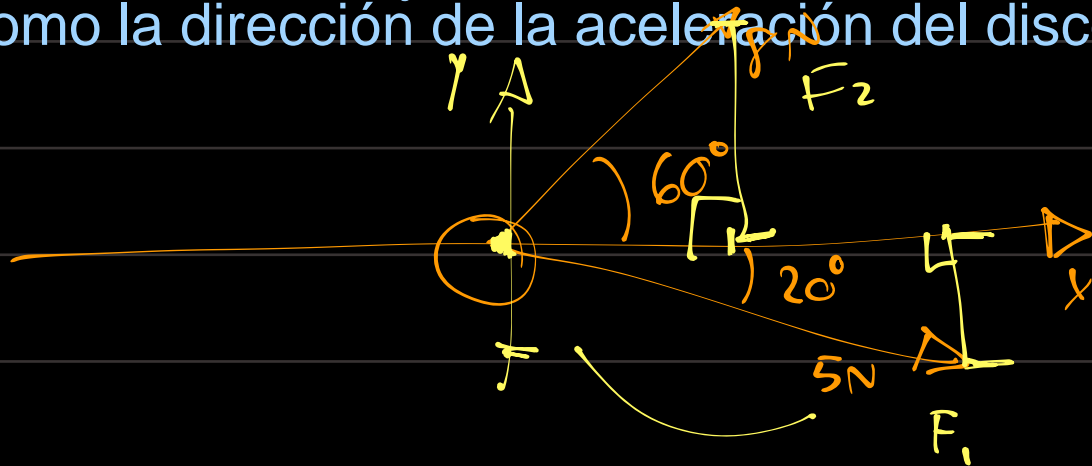 omo la dirección de la aceleración del disc
Y
8N
F2
60°
20°
X
5N
F1